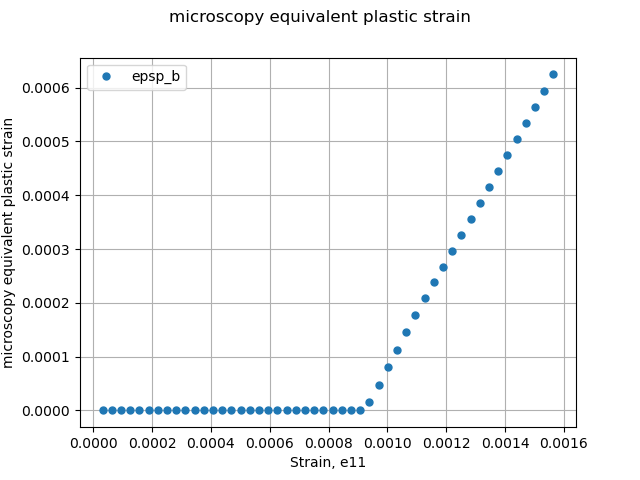 microscopy equivalent plastic strain
epsp_b
microscopy equivalent plastic strain
0.0006
0.0005
0.0004
0.0003
0.0002
0.0001
0.0000
0.0000 0.0002 0.0004 0.0006 0.0008 0.0010 0.0012 0.0014 0.0016
Strain, e11